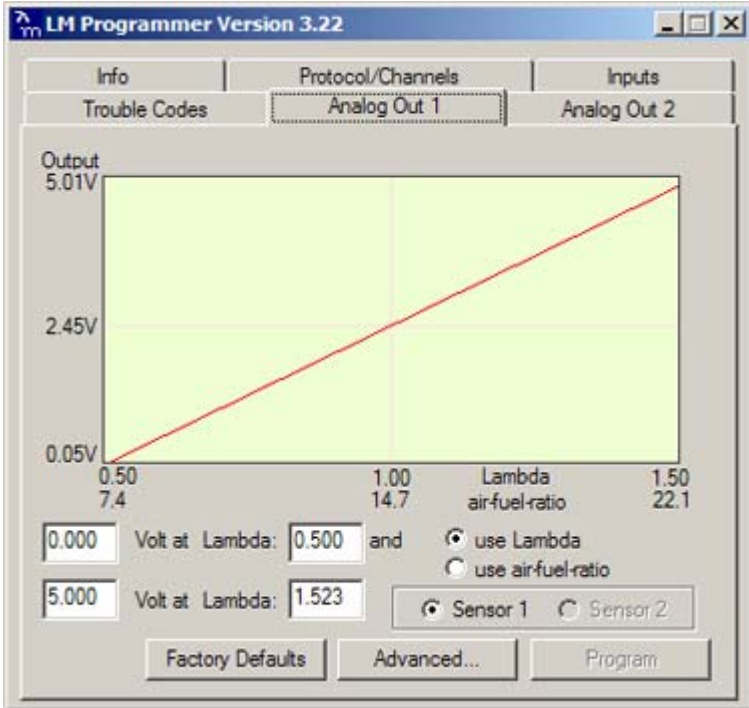 LM Programmer Version 3.22
Info Protocol/Channels Inputs
Trouble Codes Analog Out 1 Analog Out 2
Output
5.01V
2.45V
0.05V
0.50 1.00 Lambda 1.50
7.4 14.7 air-fuel-ratio 22.1
0.000 Volt at Lambda: 0.500 and use Lambda
use air-fuel-ratio
5.000 Volt at Lambda: 1.523 Sensor 1 Sensor 2
Factory Defaults Advanced... Program